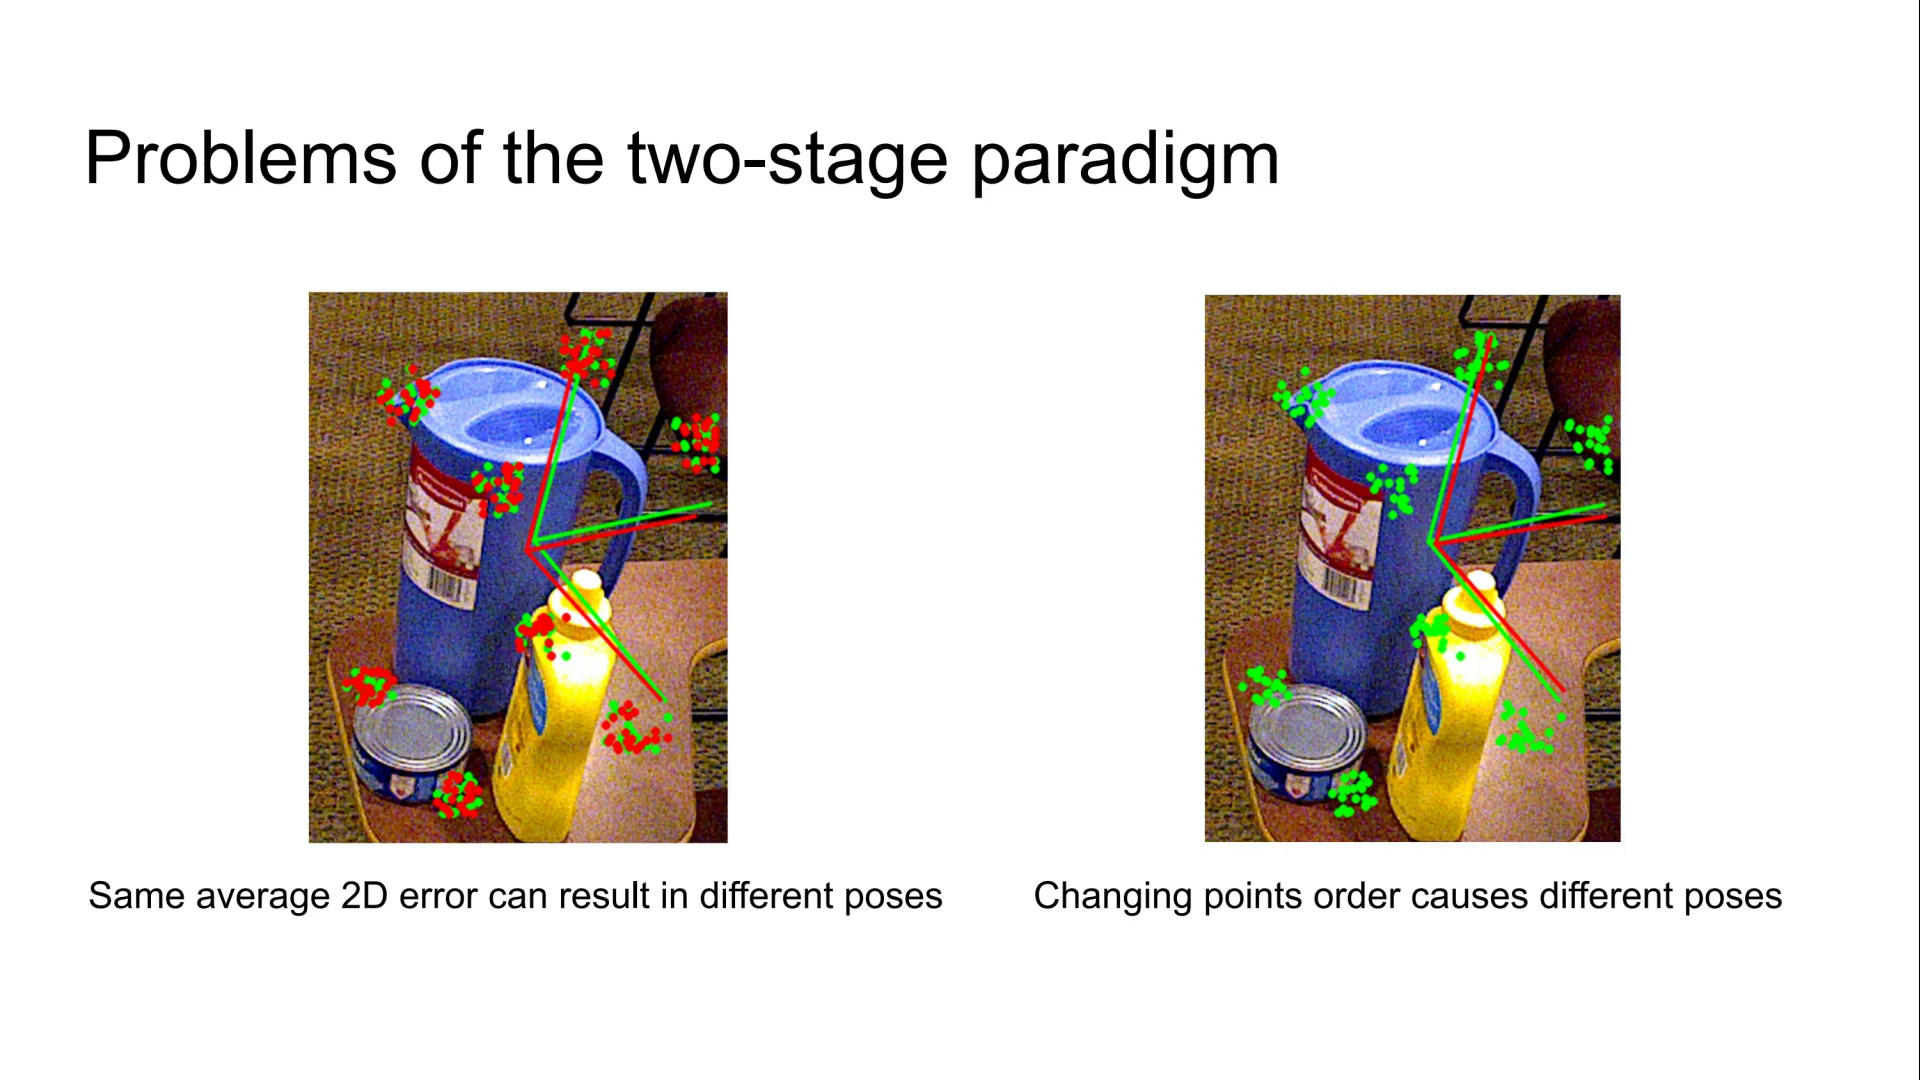 Problems of the two-stage paradigm
Same average 2D error can result in different poses
Changing points order causes different poses